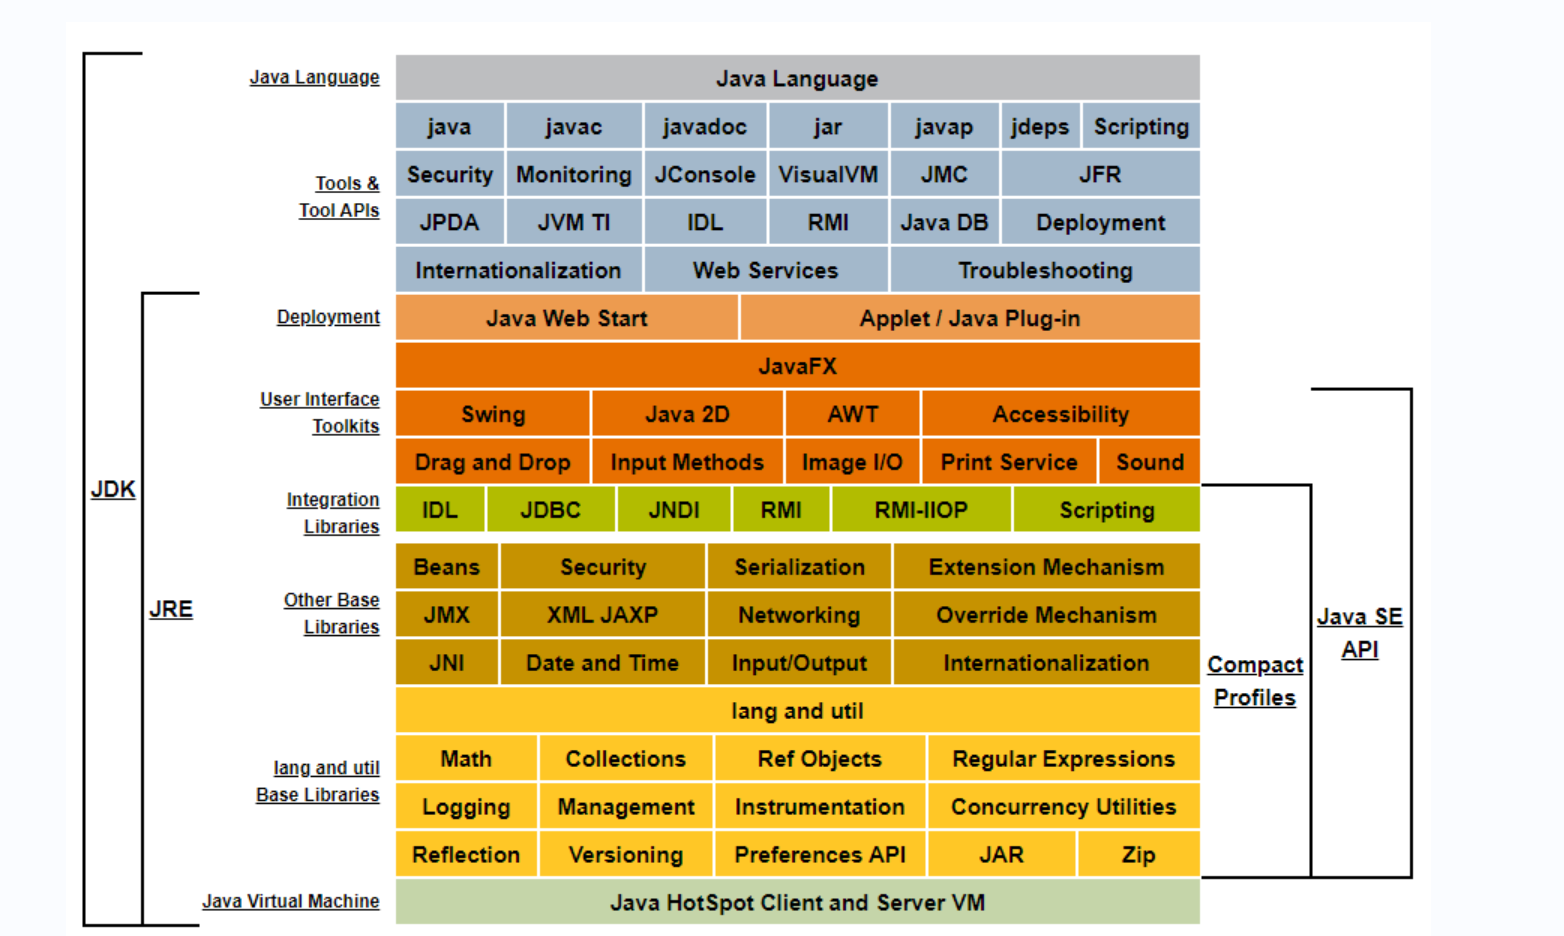 Java Language
Java Language
java javac javadoc jar javap jdeps Scripting
Tools &
Tool APIs
Security Monitoring JConsole VisualVM JMC JFR
JPDA JVM TI IDL RMI Java DB Deployment
Internationalization Web Services Troubleshooting
Deployment
Java Web Start Applet / Java Plug-in
JavaFX
User Interface
Toolkits
Swing Java 2D AWT Accessibility
Drag and Drop Input Methods Image I/O Print Service Sound
JDK
Integration
Libraries
IDL JDBC JNDI RMI RMI-IIOP Scripting
Beans Security Serialization Extension Mechanism
JRE
Other Base
Libraries
JMX XML JAXP Networking Override Mechanism
Java SE
API
JNI Date and Time Input/Output Internationalization
Compact
Profiles
lang and util
lang and util
Base Libraries
Math Collections Ref Objects Regular Expressions
Logging Management Instrumentation Concurrency Utilities
Reflection Versioning Preferences API JAR Zip
Java Virtual Machine
Java HotSpot Client and Server VM